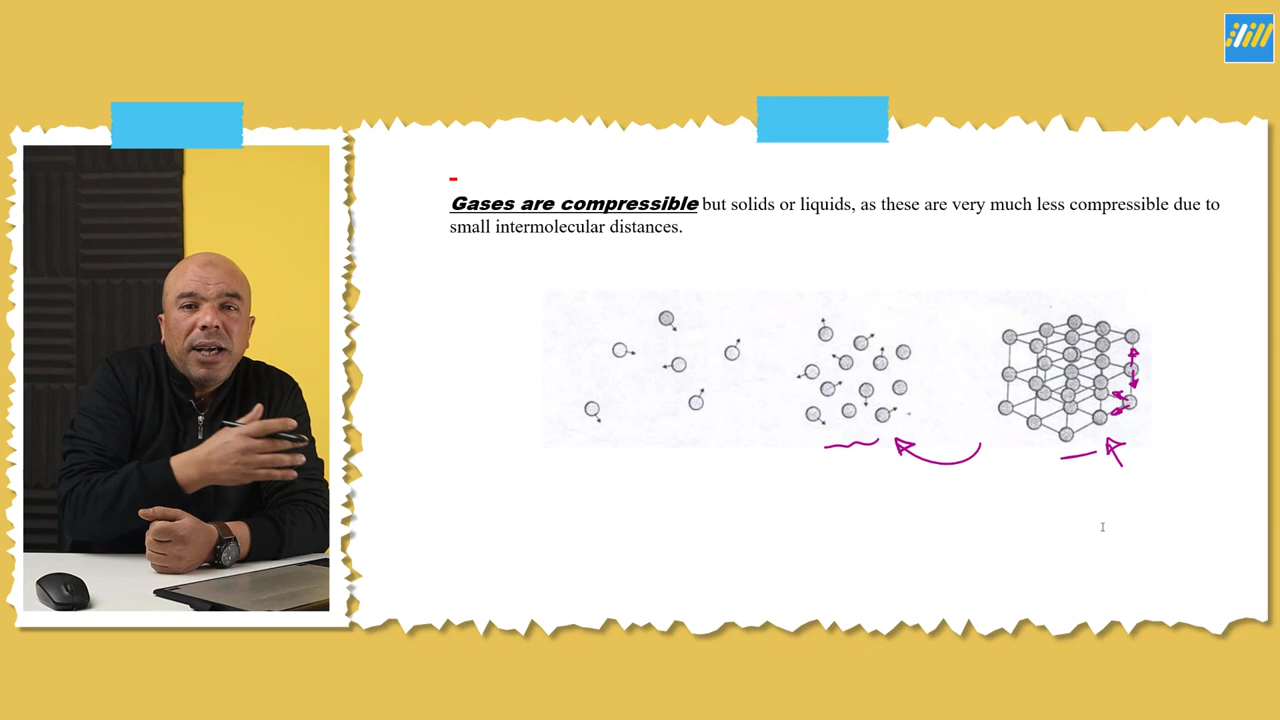 -
Gases are compressible but solids or liquids, as these are very much less compressible due to
small intermolecular distances.